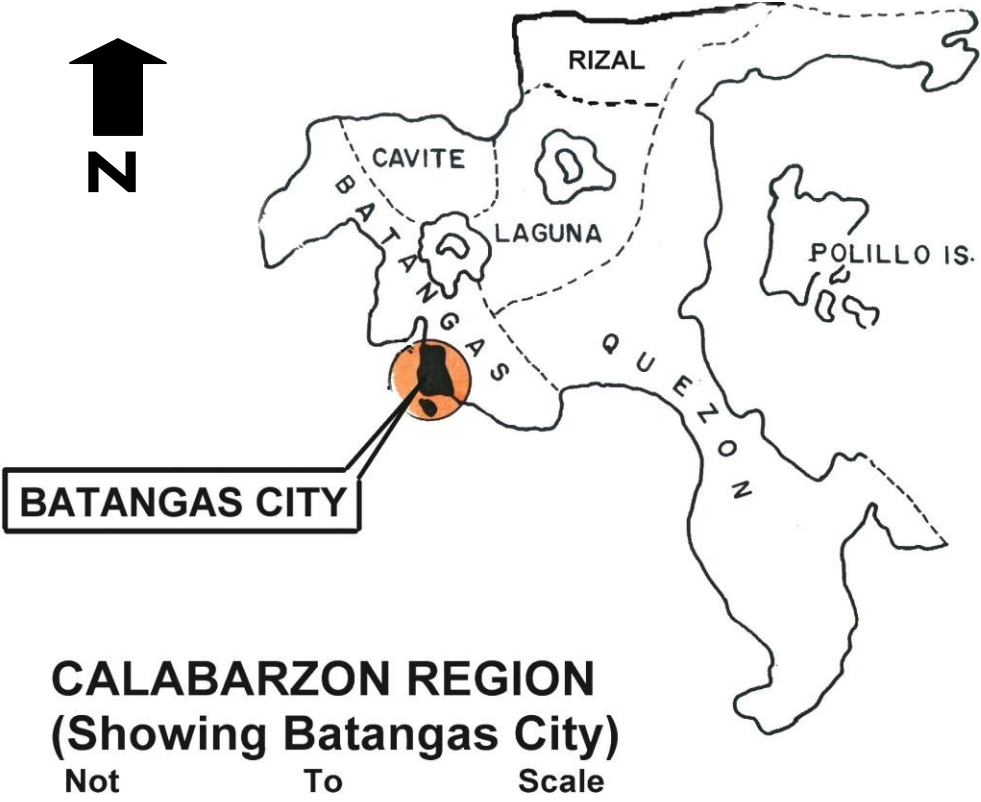 RIZAL
CAVITE
BATANGAS
LAGUNA
POLILLO IS.
QUEZON
BATANGAS CITY
N
CALABARZON REGION
(Showing Batangas City)
Not To Scale